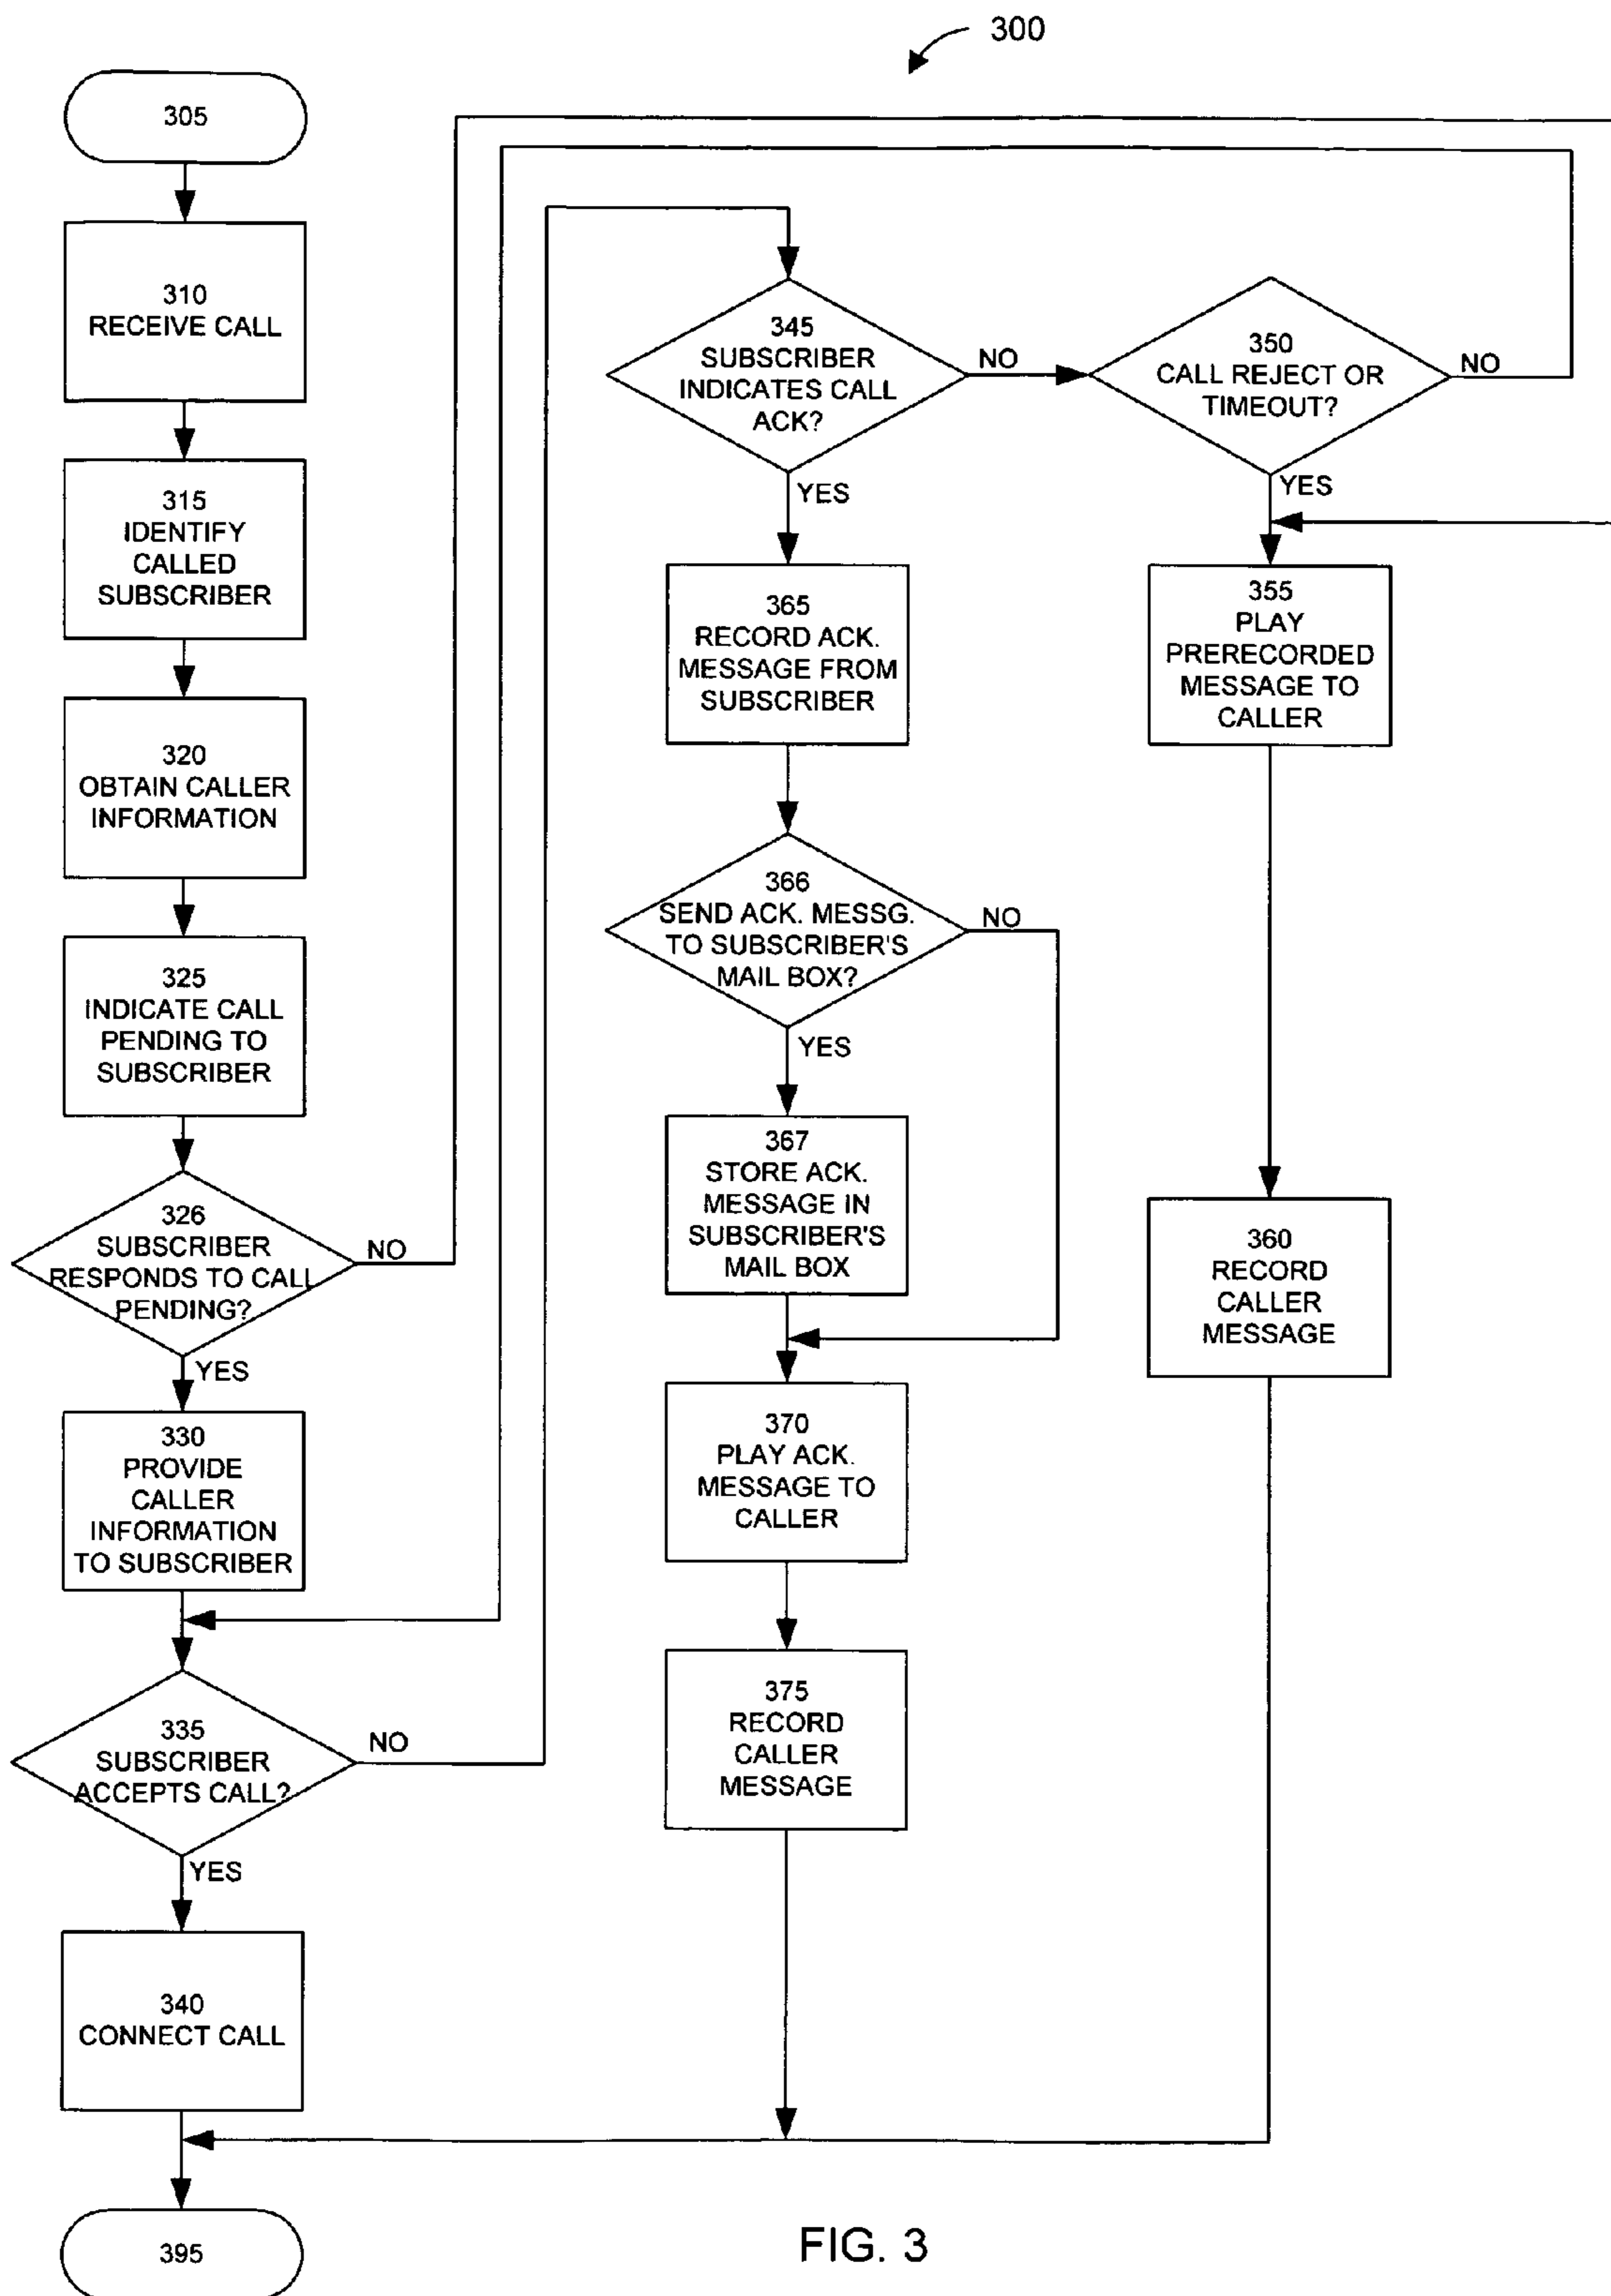 300
305
310
RECEIVE CALL
315
IDENTIFY
CALLED
SUBSCRIBER
320
OBTAIN CALLER
INFORMATION
325
INDICATE CALL
PENDING TO
SUBSCRIBER
326
SUBSCRIBER
RESPONDS TO CALL
PENDING?
NO
YES
330
PROVIDE
CALLER
INFORMATION
TO SUBSCRIBER
335
SUBSCRIBER
ACCEPTS CALL?
NO
YES
340
CONNECT CALL
395
345
SUBSCRIBER
INDICATES CALL
ACK?
NO
YES
365
RECORD ACK.
MESSAGE FROM
SUBSCRIBER
366
SEND ACK. MESSG.
TO SUBSCRIBER'S
MAIL BOX?
NO
YES
367
STORE ACK.
MESSAGE IN
SUBSCRIBER'S
MAIL BOX
370
PLAY ACK.
MESSAGE TO
CALLER
375
RECORD
CALLER
MESSAGE
350
CALL REJECT OR
TIMEOUT?
NO
YES
355
PLAY
PRERECORDED
MESSAGE TO
CALLER
360
RECORD
CALLER
MESSAGE
FIG. 3